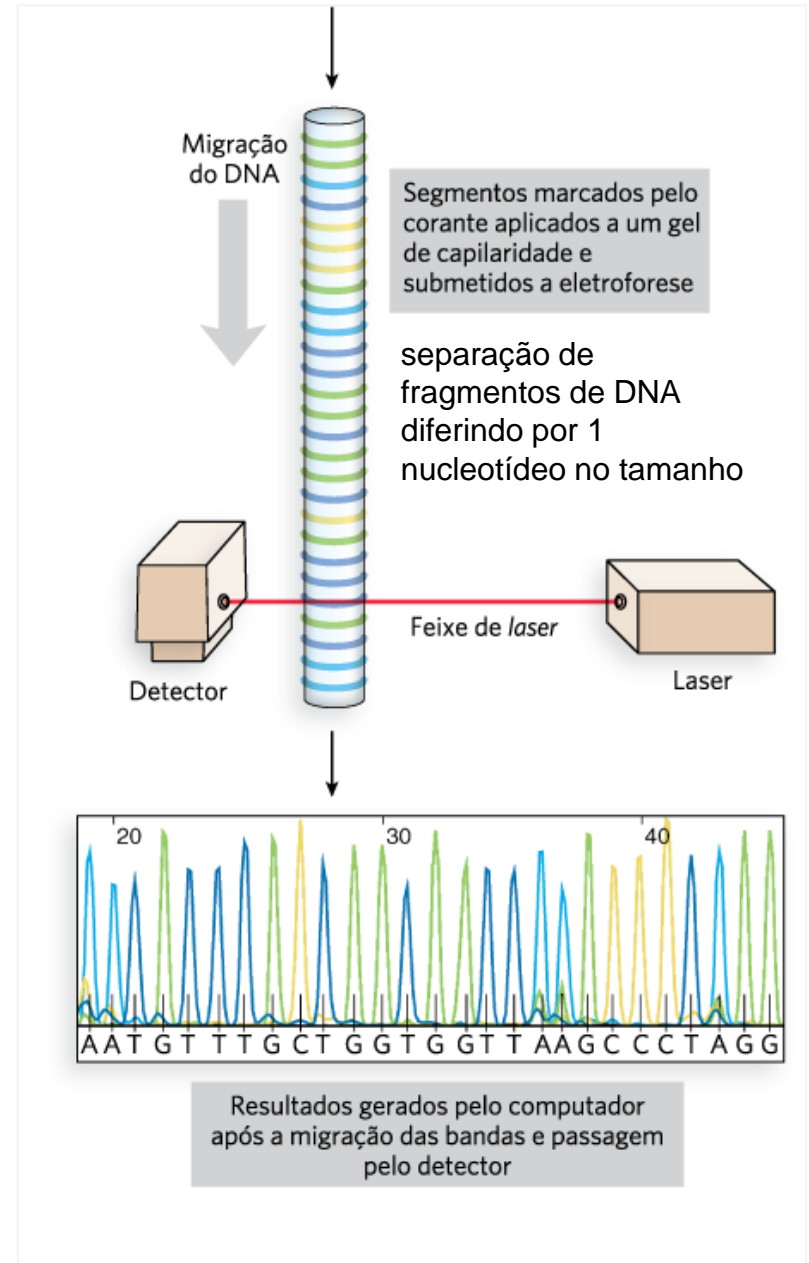 Migração
do DNA
Segmentos marcados pelo
corante aplicados a um gel
de capilaridade e
submetidos a eletroforese
separação de
fragmentos de DNA
diferindo por 1
nucleotídeo no tamanho
Feixe de laser
Detector
Laser
20 30 40
A A T G T T T G C T G G T G G T T A A G C C C T A G G
Resultados gerados pelo computador
após a migração das bandas e passagem
pelo detector